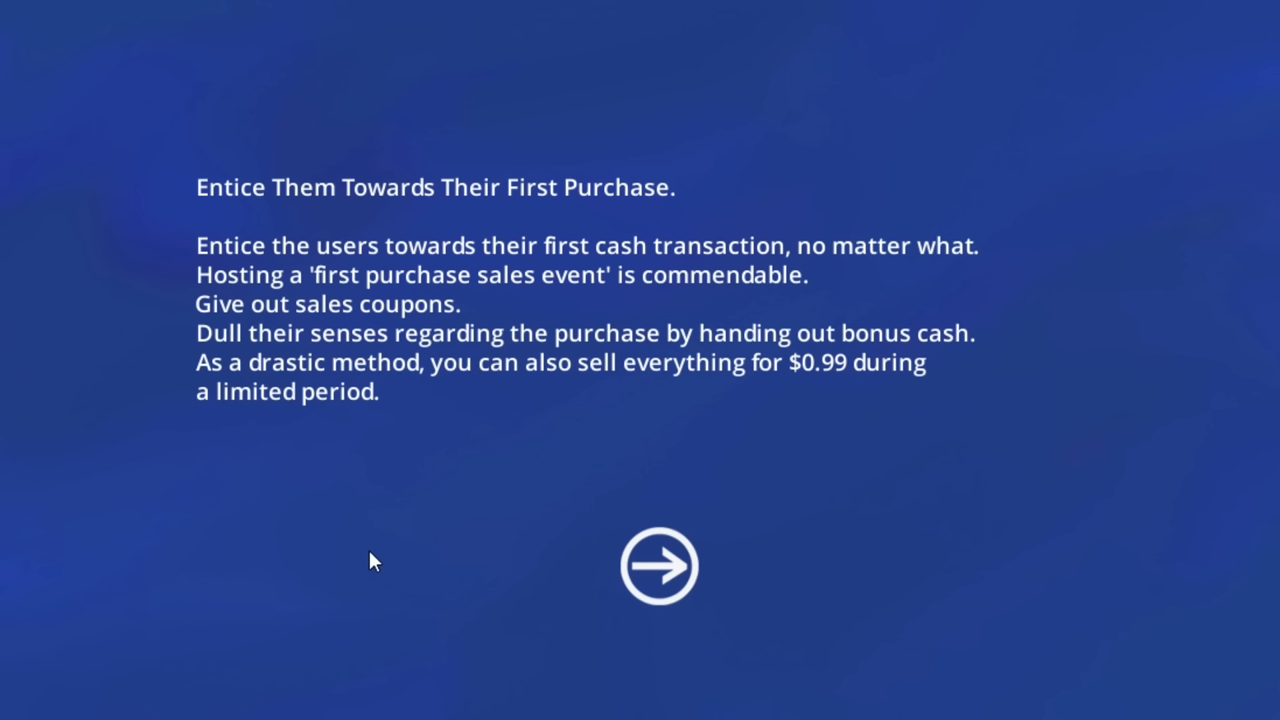 Entice Them Towards Their First Purchase.
Entice the users towards their first cash transaction, no matter what.
Hosting a 'first purchase sales event' is commendable.
Give out sales coupons.
Dull their senses regarding the purchase by handing out bonus cash.
As a drastic method, you can also sell everything for $0.99 during
a limited period.